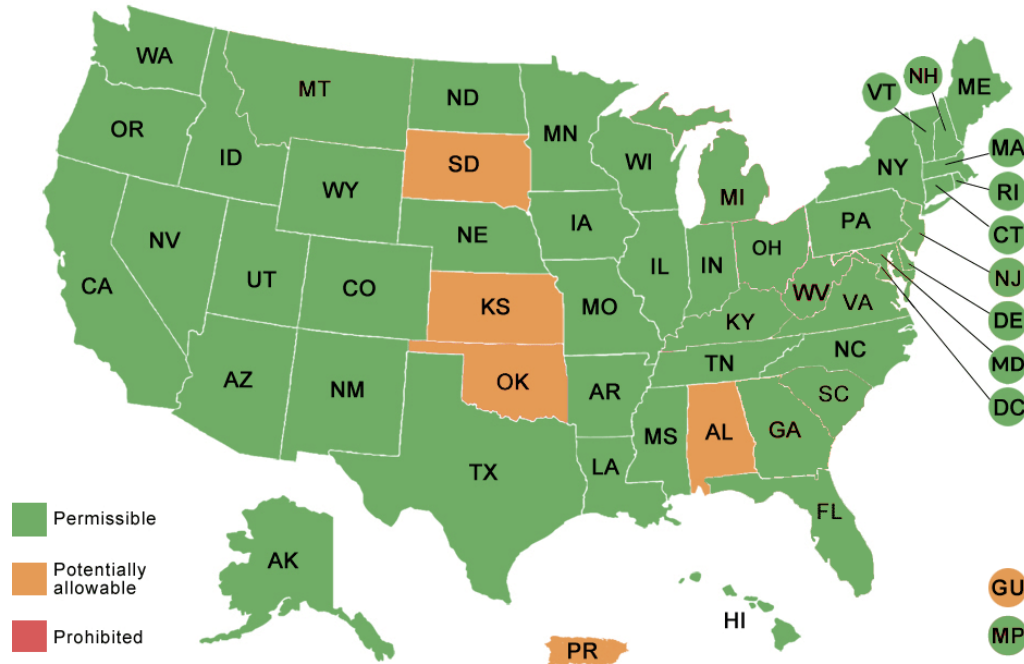 WA
MT
ND
MN
VT
NH
ME
OR
ID
SD
WI
MI
NY
MA
WY
IA
RI
NV
NE
PA
CT
CA
UT
CO
IL
IN
OH
NJ
KS
MO
WV
VA
DE
KY
AZ
NM
OK
AR
TN
NC
MD
SC
DC
TX
LA
MS
AL
GA
FL
Permissible
AK
Potentially
allowable
GU
HI
Prohibited
PR
MP